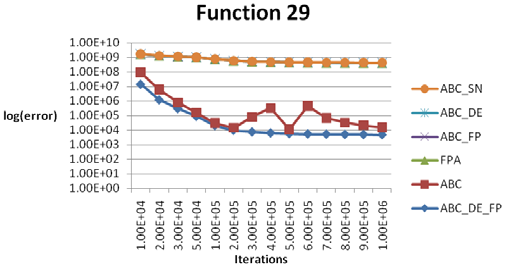 Function 29
1.00E+10
1.00E+09
1.00E+08
1.00E+07
1.00E+06
1.00E+05
1.00E+04
1.00E+03
1.00E+02
1.00E+01
1.00E+00
log(error)
1.00E+04
2.00E+04
3.00E+04
5.00E+04
1.00E+05
2.00E+05
3.00E+05
4.00E+05
5.00E+05
6.00E+05
7.00E+05
8.00E+05
9.00E+05
1.00E+06
Iterations
ABC_SN
ABC_DE
ABC_FP
FPA
ABC
ABC_DE_FP